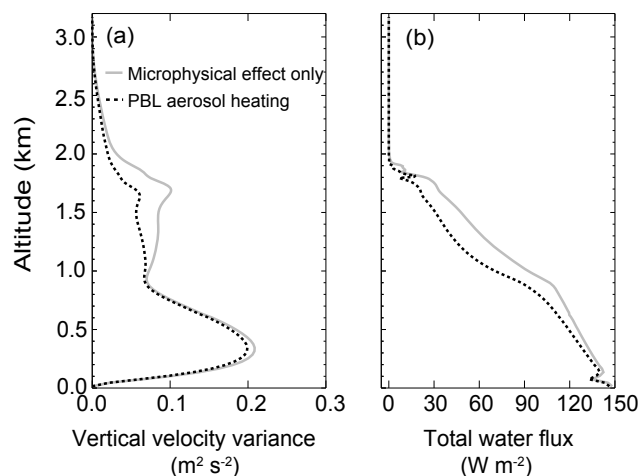 (a)
(b)
Microphysical effect only
PBL aerosol heating
Altitude (km)
3.0
2.5
2.0
1.5
1.0
0.5
0.0
0.0 0.1 0.2 0.3
0 30 60 90 120 150
Vertical velocity variance
(m² s⁻²)
Total water flux
(W m⁻²)